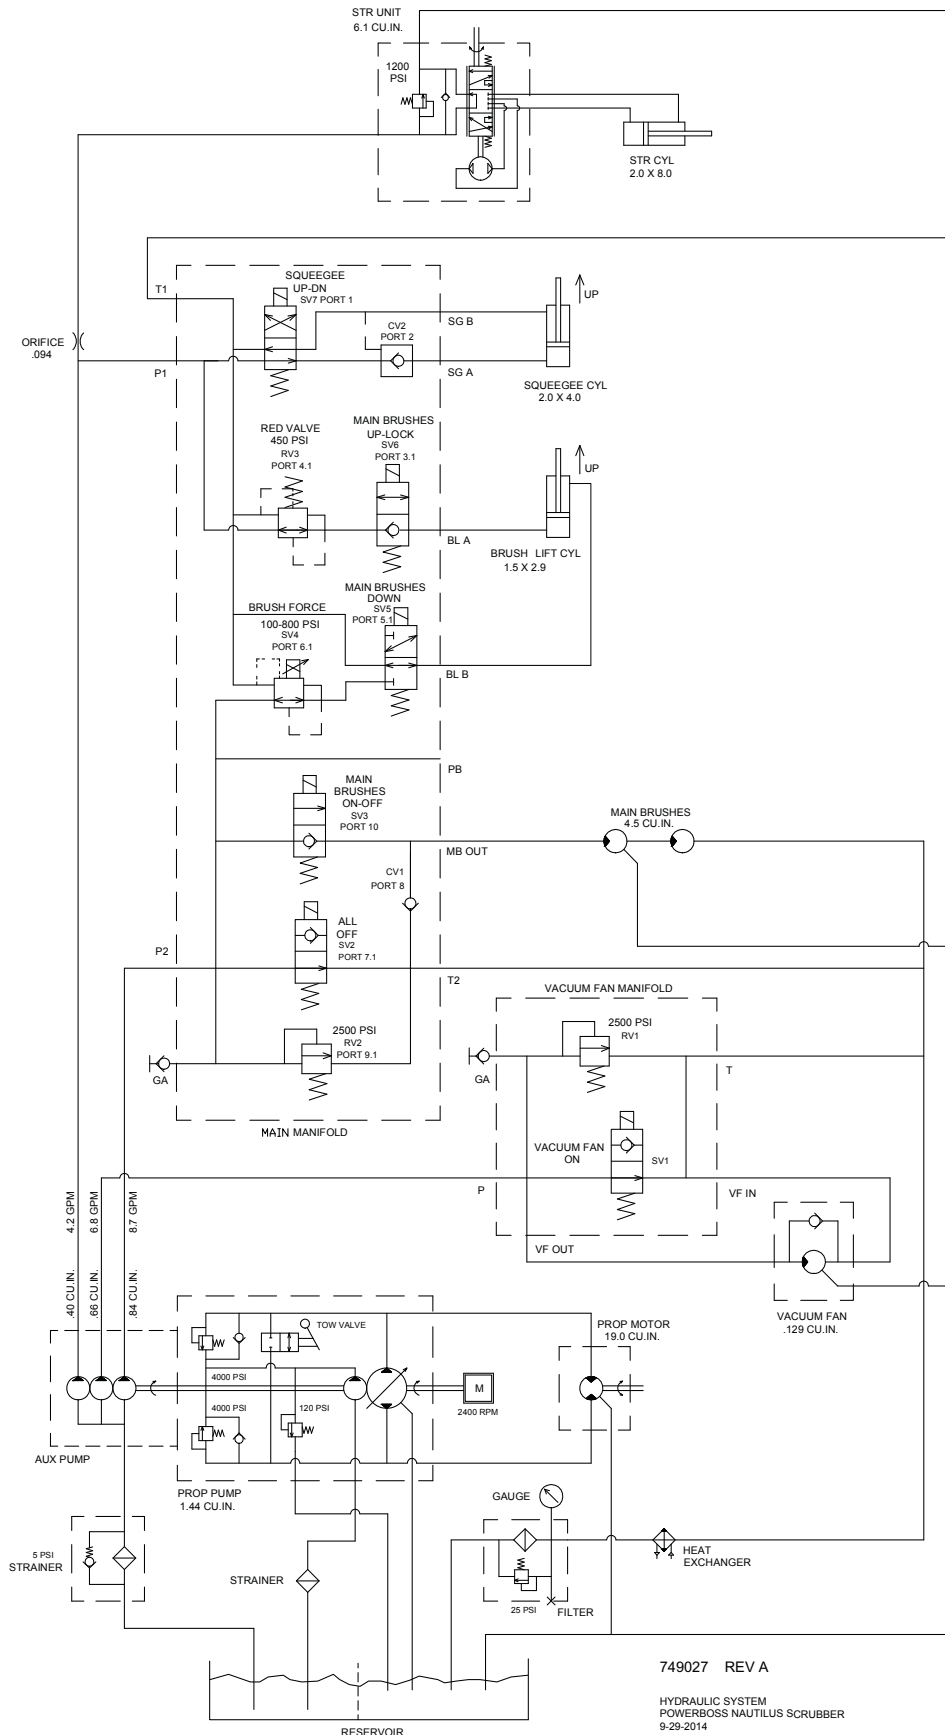 STR UNIT
6.1 CU.IN.
1200
PSI
STR CYL
2.0 X 8.0
SQUEEGEE
UP-DN
SV7 PORT 1
T1
CV2
PORT 2
SG B
UP
ORIFICE
.094
P1
SG A
SQUEEGEE CYL
2.0 X 4.0
RED VALVE
450 PSI
RV3
PORT 4.1
MAIN BRUSHES
UP-LOCK
SV6
PORT 3.1
UP
BL A
BRUSH LIFT CYL
1.5 X 2.9
MAIN BRUSHES
DOWN
SV5
PORT 5.1
BRUSH FORCE
100-800 PSI
SV4
PORT 6.1
BL B
PB
MAIN
BRUSHES
ON-OFF
SV3
PORT 10
MAIN BRUSHES
4.5 CU.IN.
MB OUT
CV1
PORT 8
ALL
OFF
SV2
PORT 7.1
P2
T2
VACUUM FAN MANIFOLD
2500 PSI
RV2
PORT 9.1
2500 PSI
RV1
GA
GA
T
MAIN MANIFOLD
VACUUM FAN
ON
SV1
P
VF IN
4.2 GPM
6.8 GPM
8.7 GPM
VF OUT
.40 CU.IN.
.66 CU.IN.
.84 CU.IN.
VACUUM FAN
.129 CU.IN.
TOW VALVE
PROP MOTOR
19.0 CU.IN.
4000 PSI
4000 PSI
120 PSI
M
2400 RPM
AUX PUMP
PROP PUMP
1.44 CU.IN.
GAUGE
5 PSI
STRAINER
STRAINER
HEAT
EXCHANGER
25 PSI
FILTER
RESERVOIR
749027 REV A
HYDRAULIC SYSTEM
POWERBOSS NAUTILUS SCRUBBER
9-29-2014